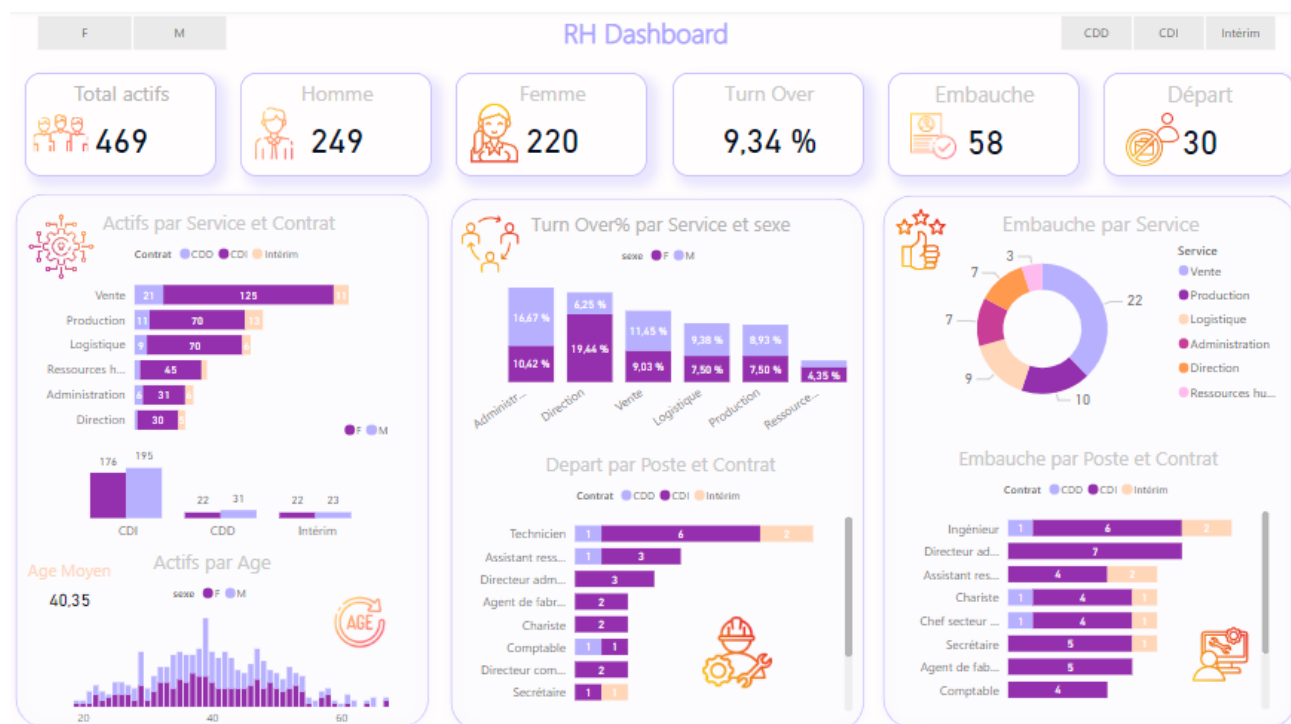 F
M
RH Dashboard
CDD
CDI
Intérim
Total actifs
469
Homme
249
Femme
220
Turn Over
9,34 %
Embauche
58
Départ
30
Actifs par Service et Contrat
Contrat CDD CDI Intérim
Vente 21 125 11
Production 11 70 13
Logistique 9 70 6
Ressources h... 45
Administration 6 31 6
Direction 30
F M
176 195
22 31
22 23
CDI CDD Intérim
Age Moyen
40,35
Actifs par Age
sexe F M
AGE
20 40 60
Turn Over% par Service et sexe
sexe F M
16,67 % 6,25 % 11,45 % 9,38 % 8,93 %
10,42 % 19,44 % 9,03 % 7,50 % 7,50 % 4,35 %
Administr... Direction Vente Logistique Production Ressource...
Depart par Poste et Contrat
Contrat CDD CDI Intérim
Technicien 1 6 2
Assistant ress... 1 3
Directeur adm... 3
Agent de fabr... 2
Chariste 2
Comptable 1 1
Directeur com... 2
Secrétaire 1 1
Embauche par Service
3
7
7
9
10
22
Service
Vente
Production
Logistique
Administration
Direction
Ressources hu...
Embauche par Poste et Contrat
Contrat CDD CDI Intérim
Ingénieur 1 6 2
Directeur ad... 7
Assistant res... 4 2
Chariste 1 4 1
Chef secteur ... 1 4 1
Secrétaire 5 1
Agent de fab... 5
Comptable 4